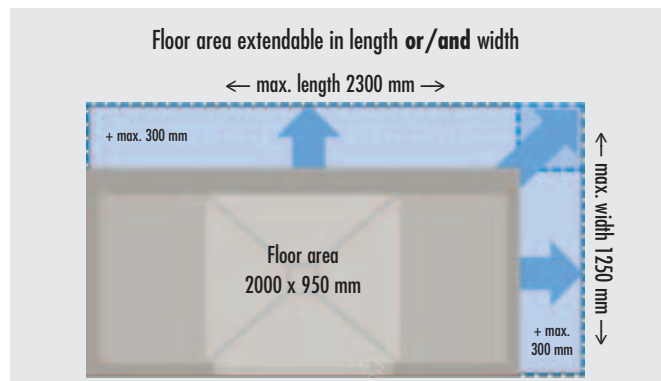 Floor area extendable in length or/and width
← max. length 2300 mm →
+ max. 300 mm
← max. width 1250 mm →
Floor area
2000 x 950 mm
+ max.
300 mm